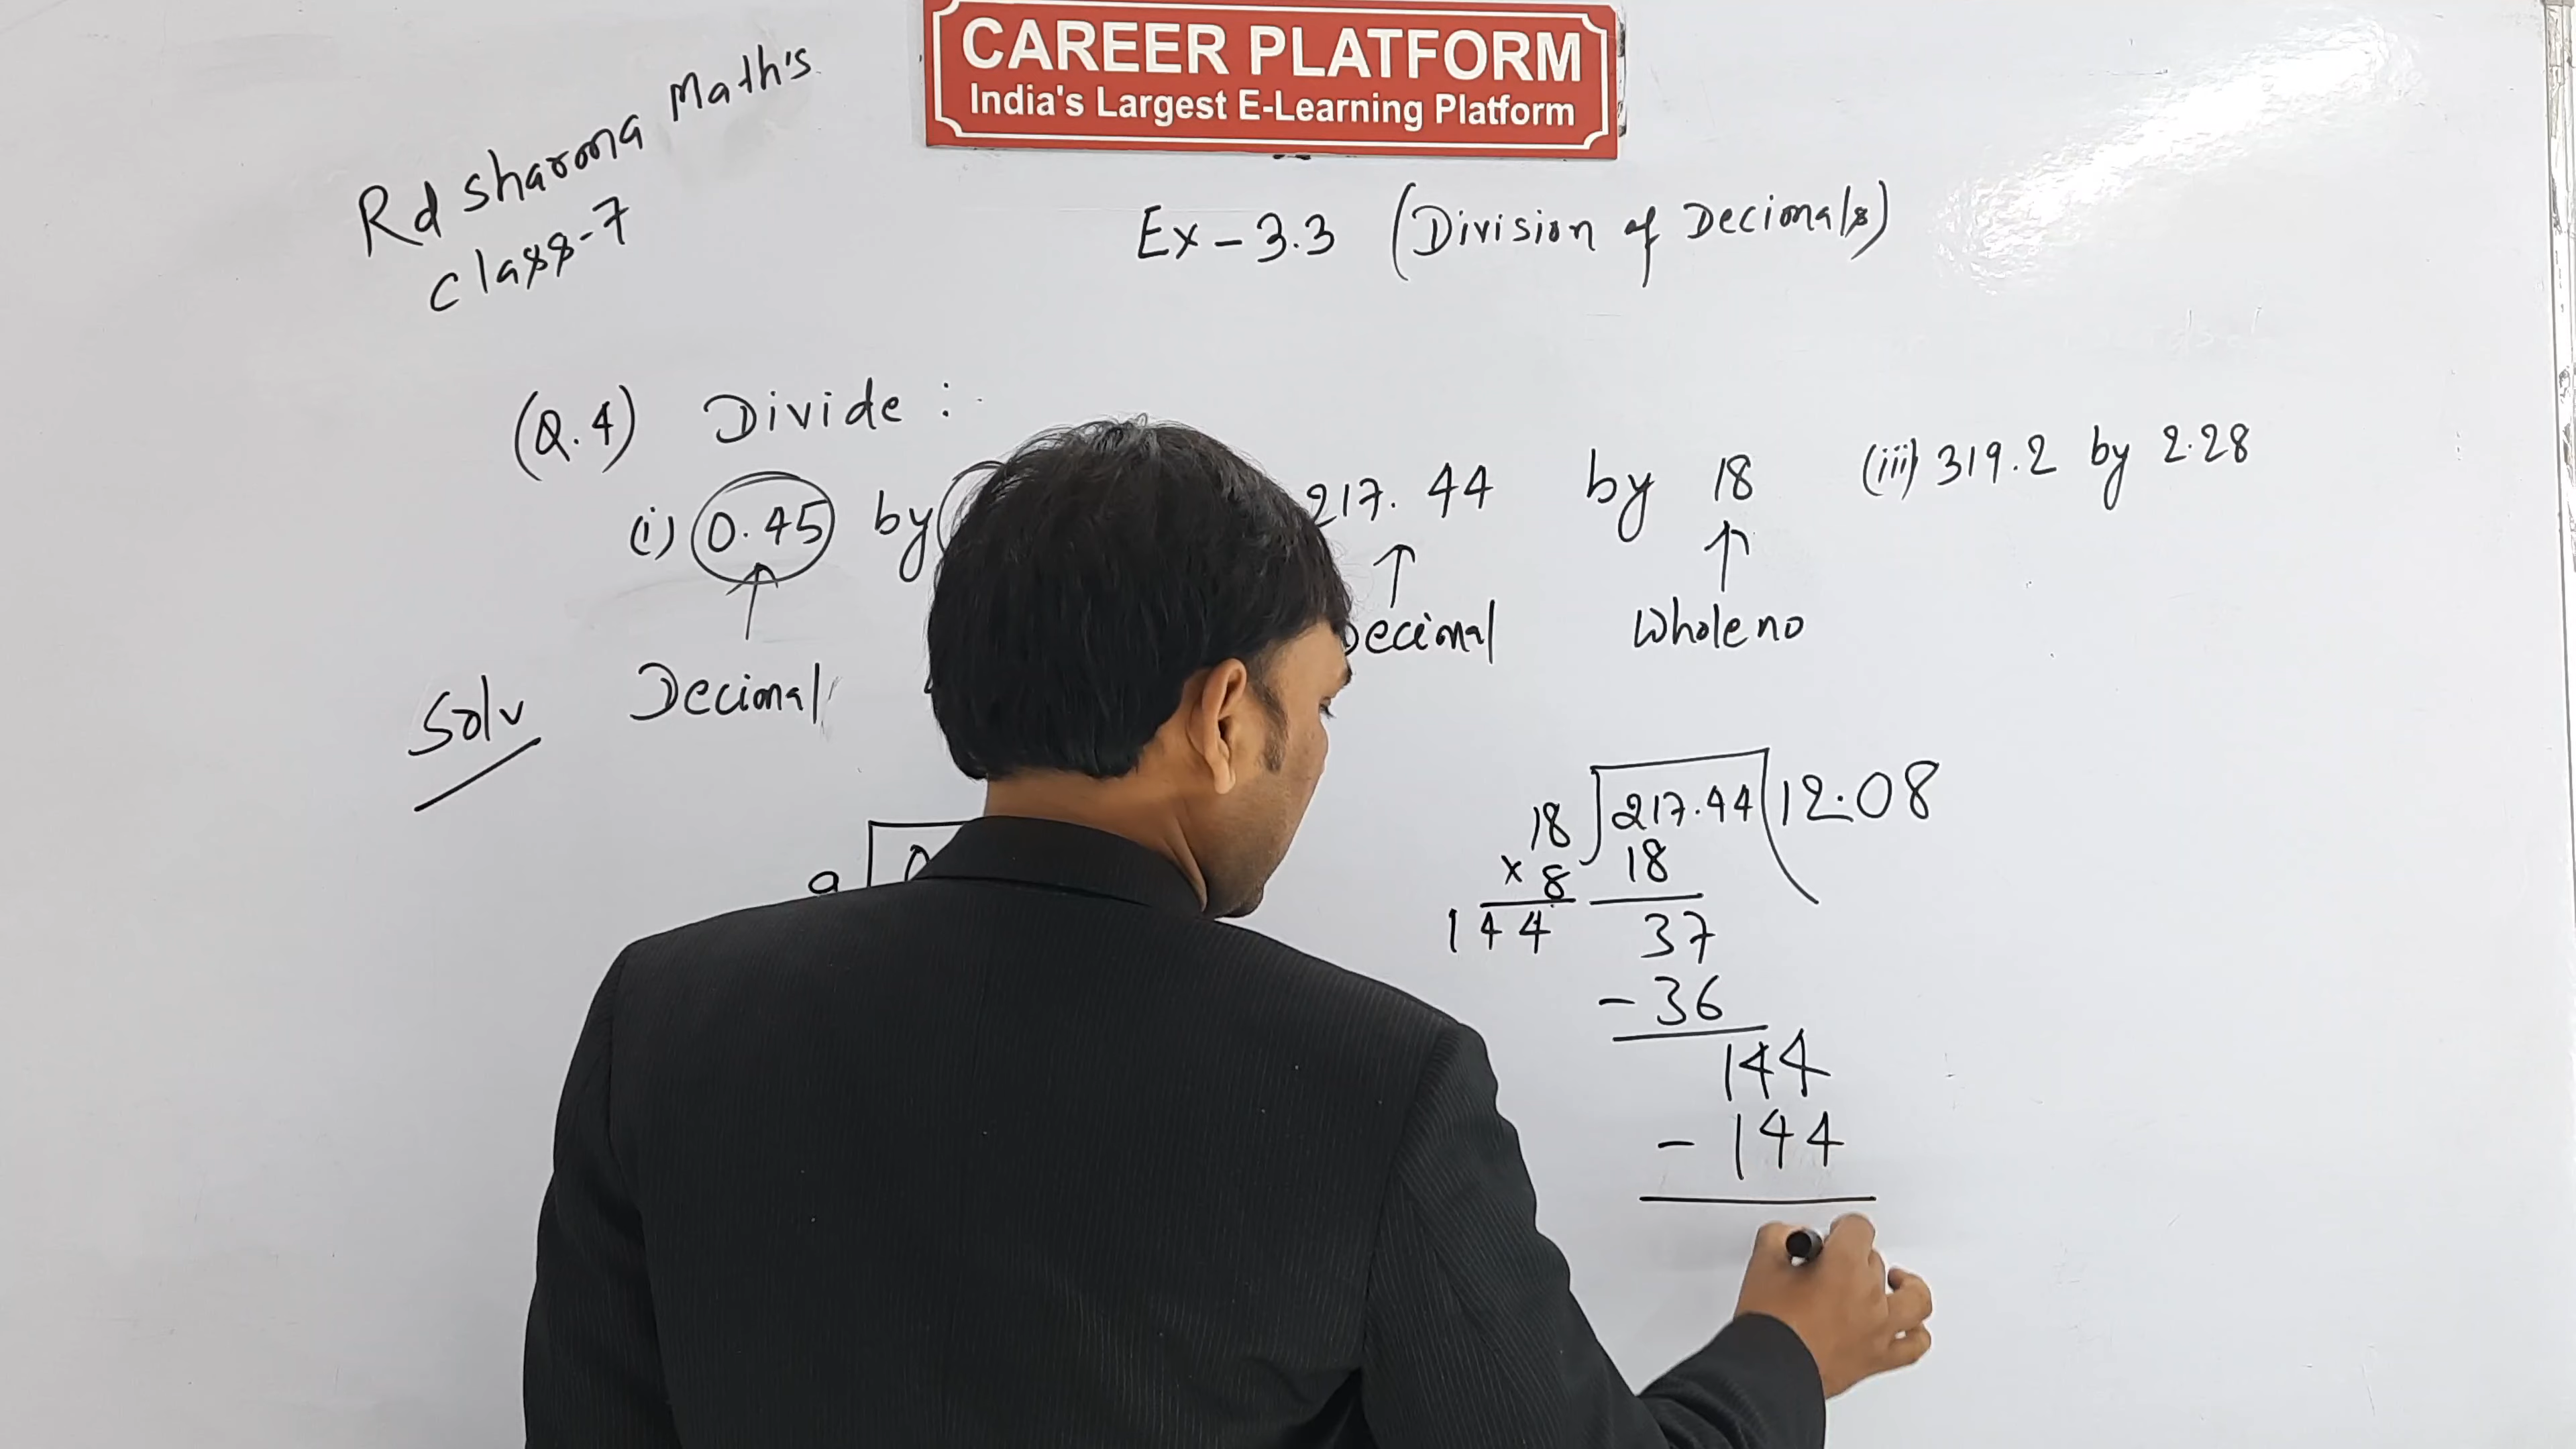 CAREER PLATFORM
India's Largest E-Learning Platform
Rd Sharma Math's
Class-7
Ex-3.3 (Division of Decimals)
(Q.4) Divide :
(i) 0.45 by
217.44 by 18
(iii) 319.2 by 2.28
Decimal
Decimal
Whole no
Solv
9
18 217.44 12.08
× 8 18
144 37
- 36
144
- 144